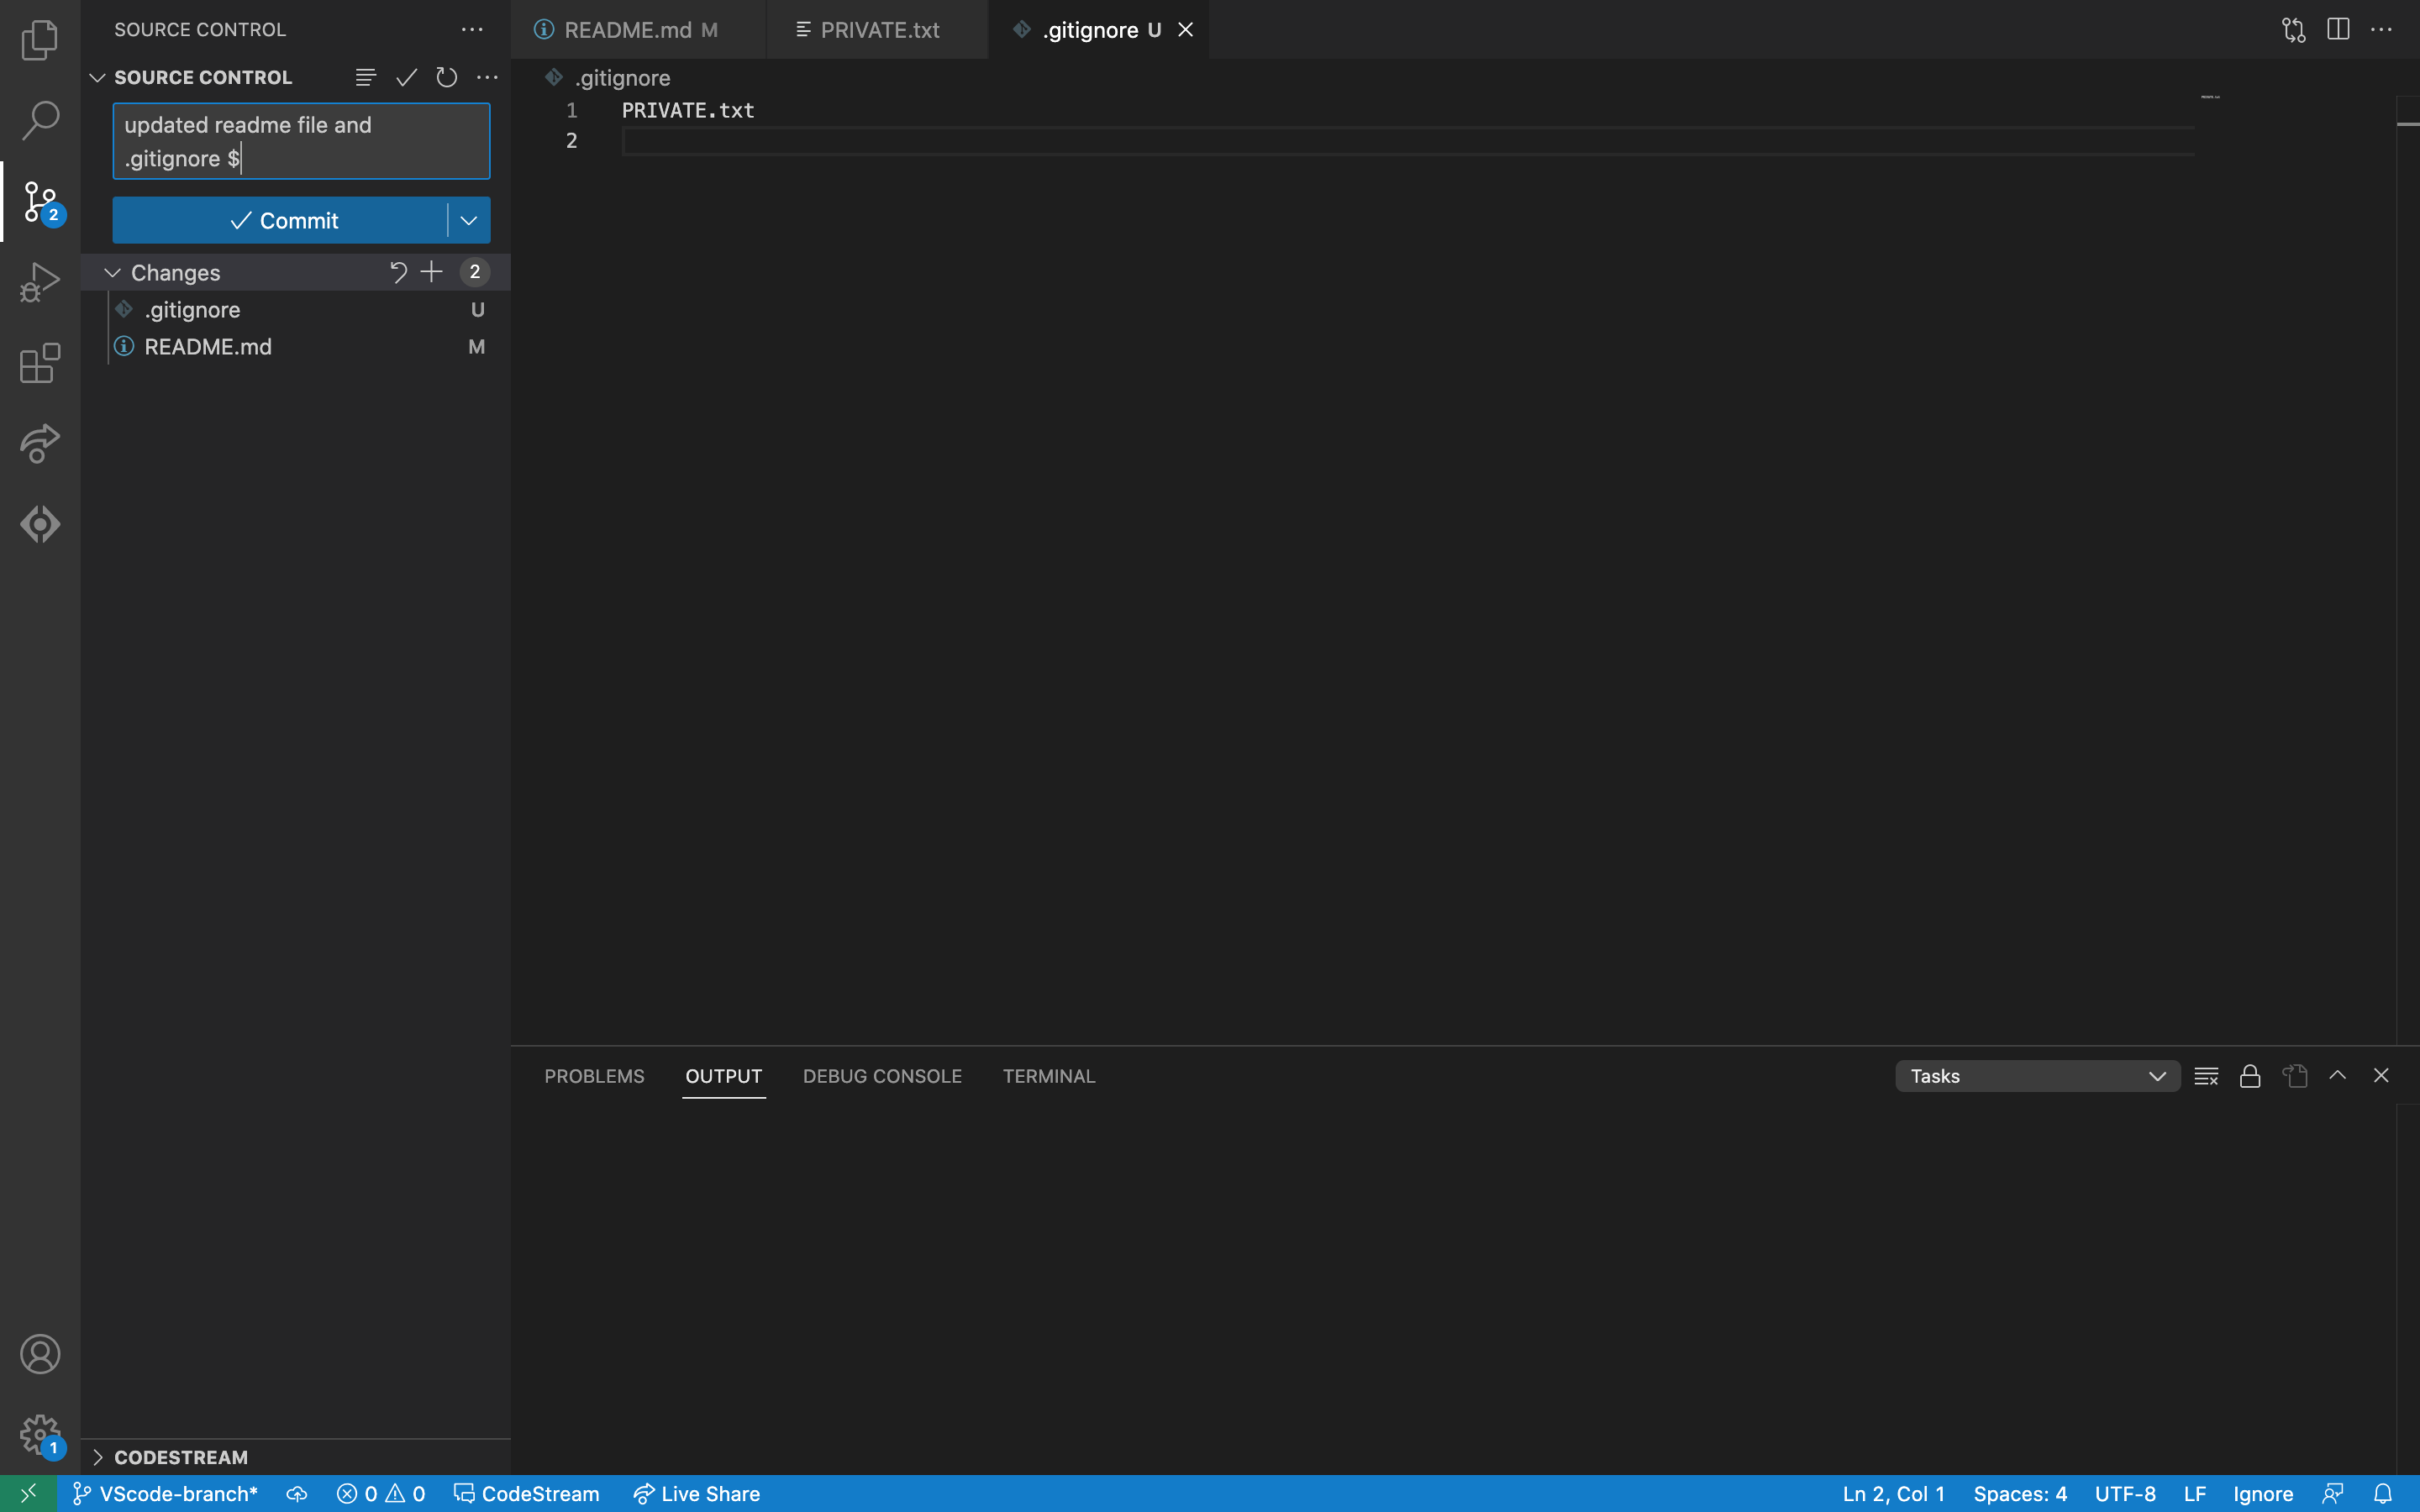 SOURCE CONTROL
SOURCE CONTROL
updated readme file and
.gitignore $
Commit
Changes 2
.gitignore U
README.md M
2
1
CODESTREAM
README.md M
PRIVATE.txt
.gitignore U
.gitignore
1 PRIVATE.txt
2
PROBLEMS OUTPUT DEBUG CONSOLE TERMINAL
Tasks
VScode-branch* 0 0 CodeStream Live Share
Ln 2, Col 1 Spaces: 4 UTF-8 LF Ignore